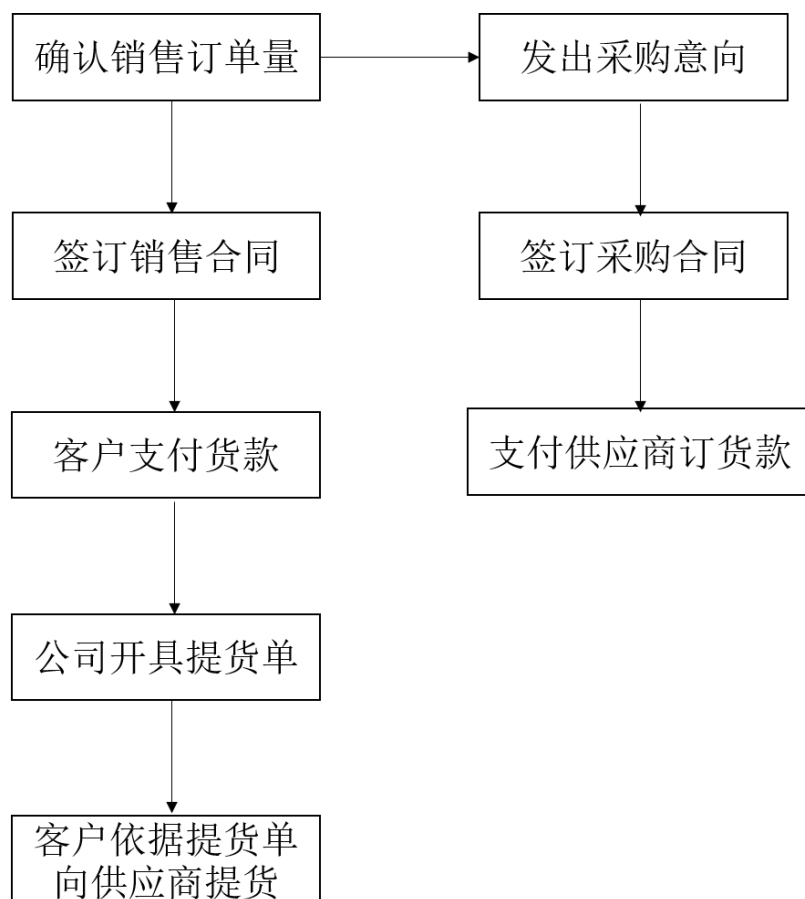 确认销售订单量
发出采购意向
签订销售合同
签订采购合同
客户支付货款
支付供应商订货款
公司开具提货单
客户依据提货单
向供应商提货